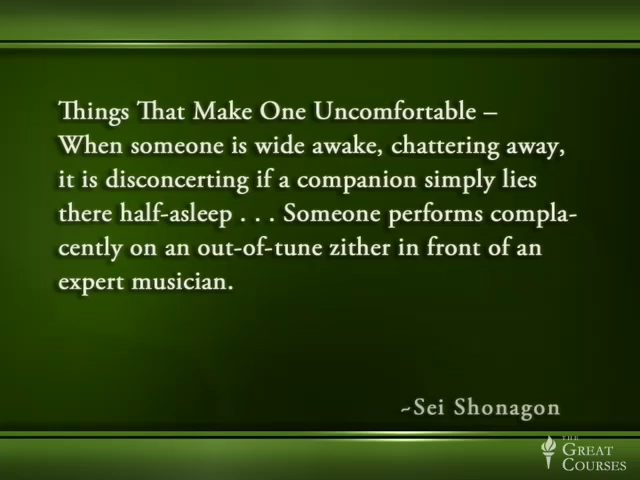 Things That Make One Uncomfortable –
When someone is wide awake, chattering away,
it is disconcerting if a companion simply lies
there half-asleep . . . Someone performs compla-
cently on an out-of-tune zither in front of an
expert musician.
~Sei Shonagon
THE
GREAT
COURSES